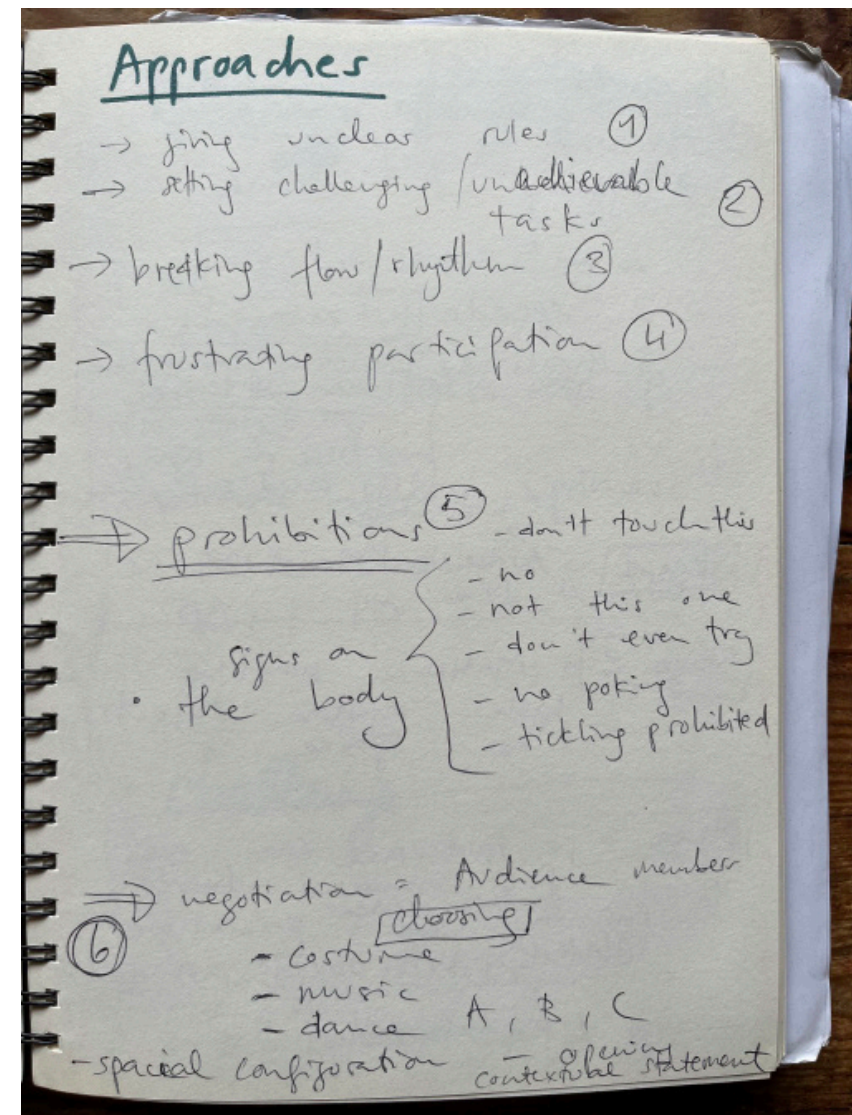 Approaches
→ giving unclear rules ①
→ setting challenging / unachievable
tasks ②
→ breaking flow / rhythm ③
→ frustrating participation ④
⇒ prohibitions ⑤
- don't touch this
- no
- not this one
- don't even try
- no poking
- tickling prohibited
signs on
• the body
⇒ negotiation = Audience member
⑥ choosing
- costume
- music
- dance A, B, C
- spacial configuration
- opening
contextube statement